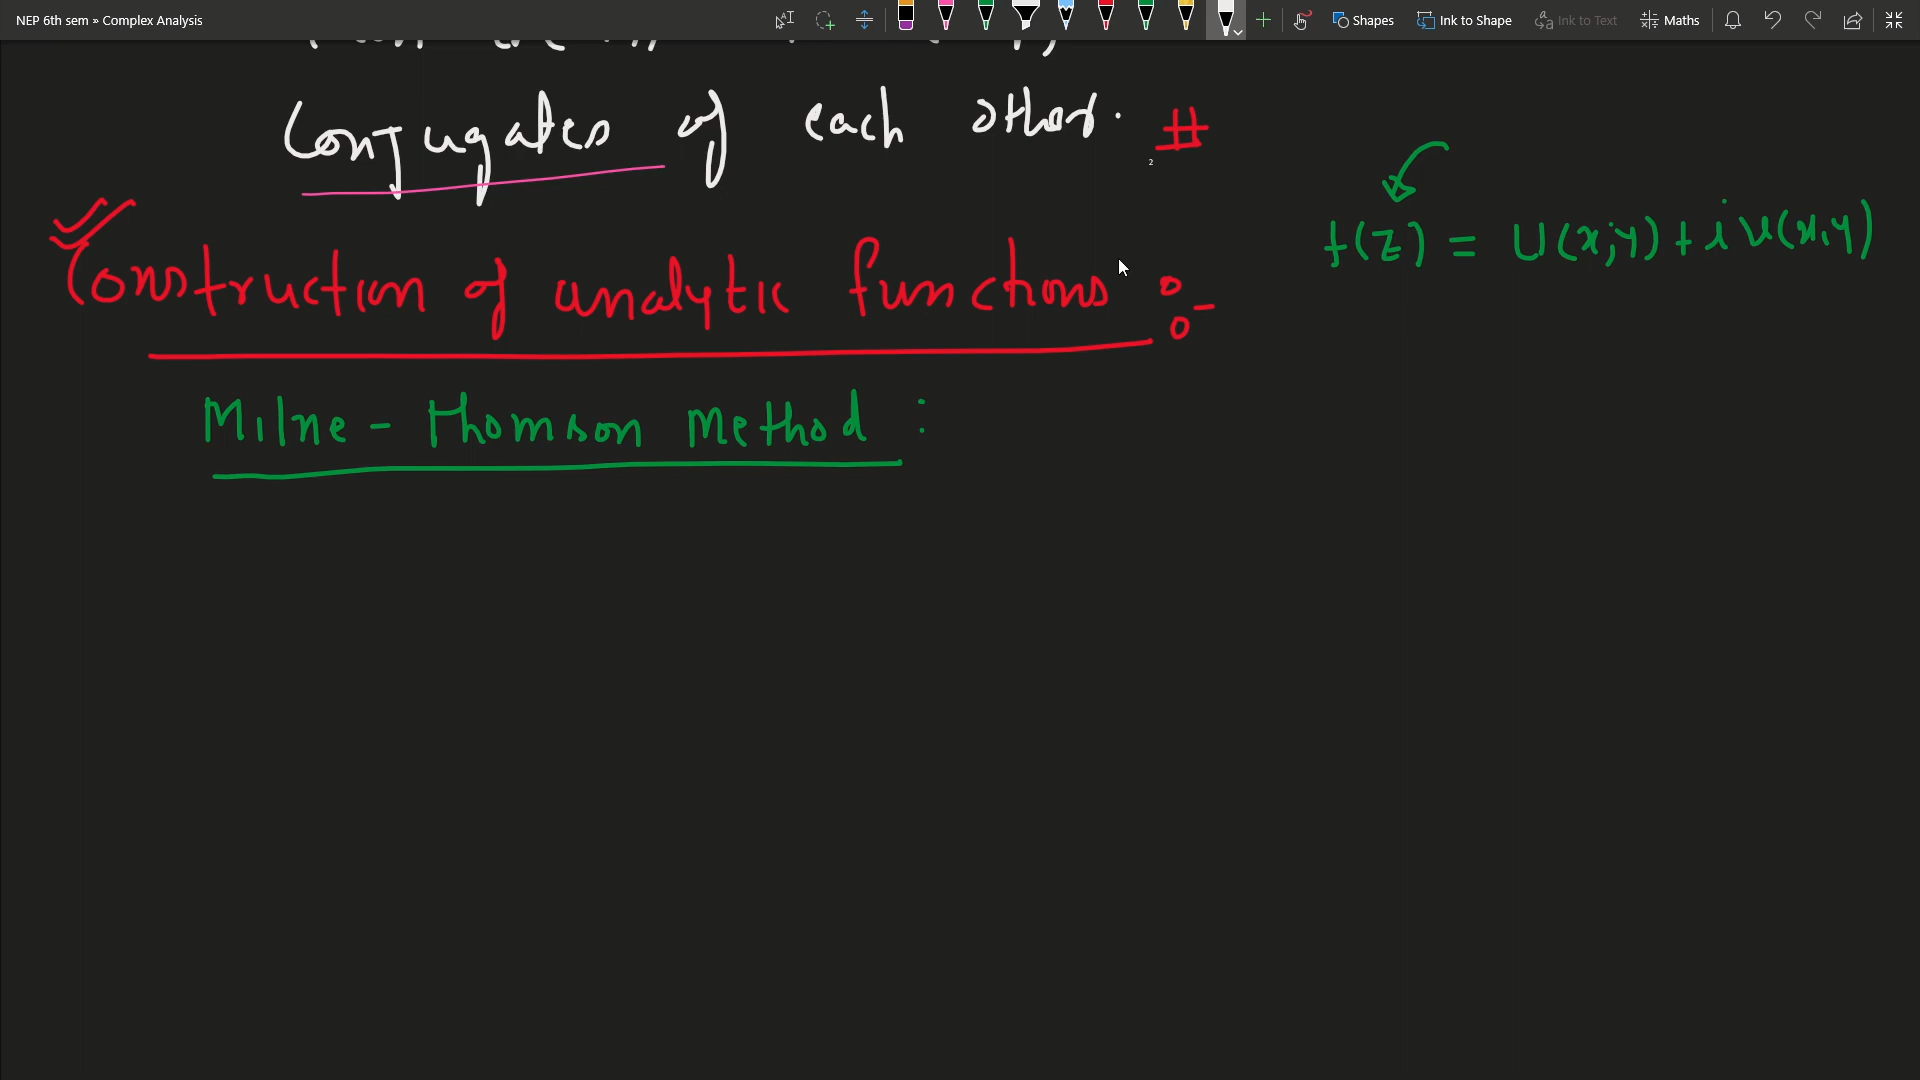 NEP 6th sem » Complex Analysis
Shapes
Ink to Shape
Ink to Text
Maths
Conjugates of each other. #
2
f(z) = U(x,y) + i v(x,y)
Construction of analytic functions :-
Milne - Thomson Method :